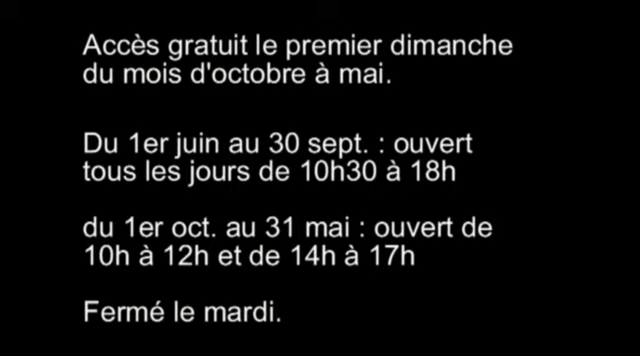 Accès gratuit le premier dimanche
du mois d'octobre à mai.
Du 1er juin au 30 sept. : ouvert
tous les jours de 10h30 à 18h
du 1er oct. au 31 mai : ouvert de
10h à 12h et de 14h à 17h
Fermé le mardi.